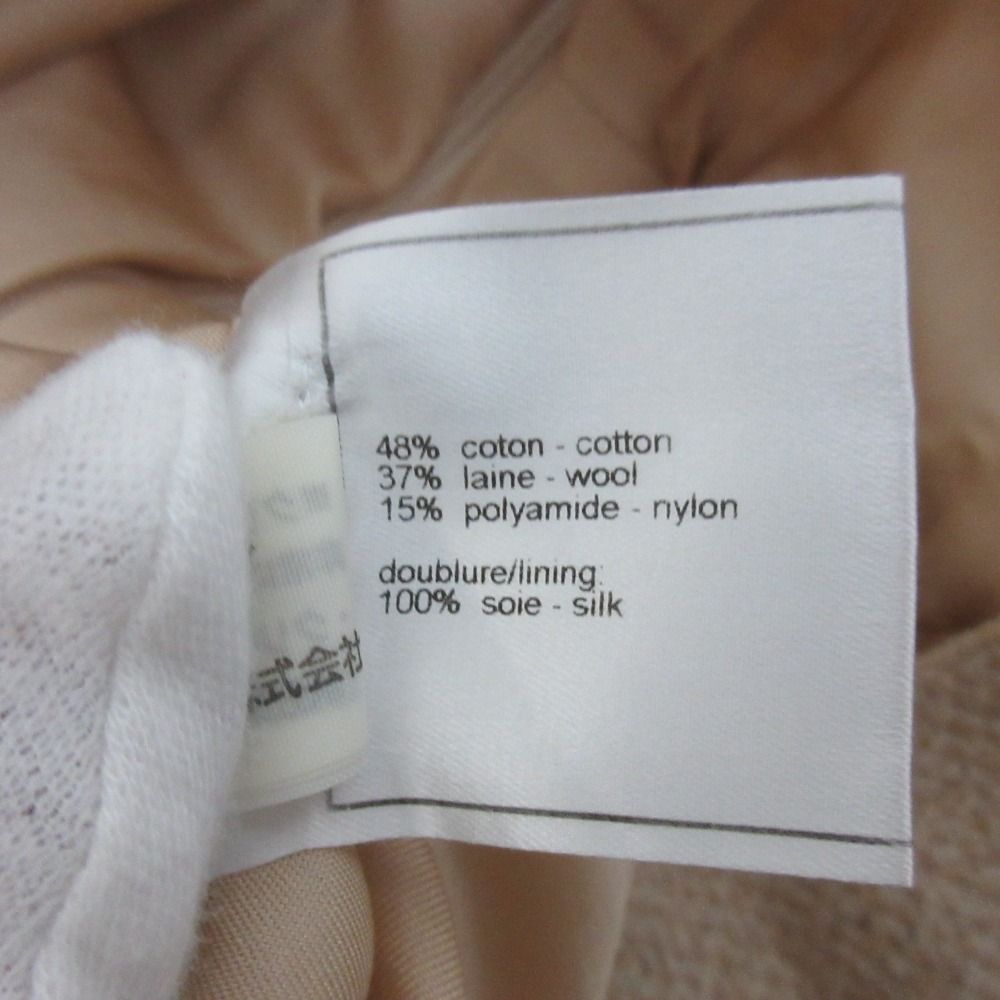 48% coton - cotton
37% laine - wool
15% polyamide - nylon
doublure/lining:
100% soie - silk
式会社